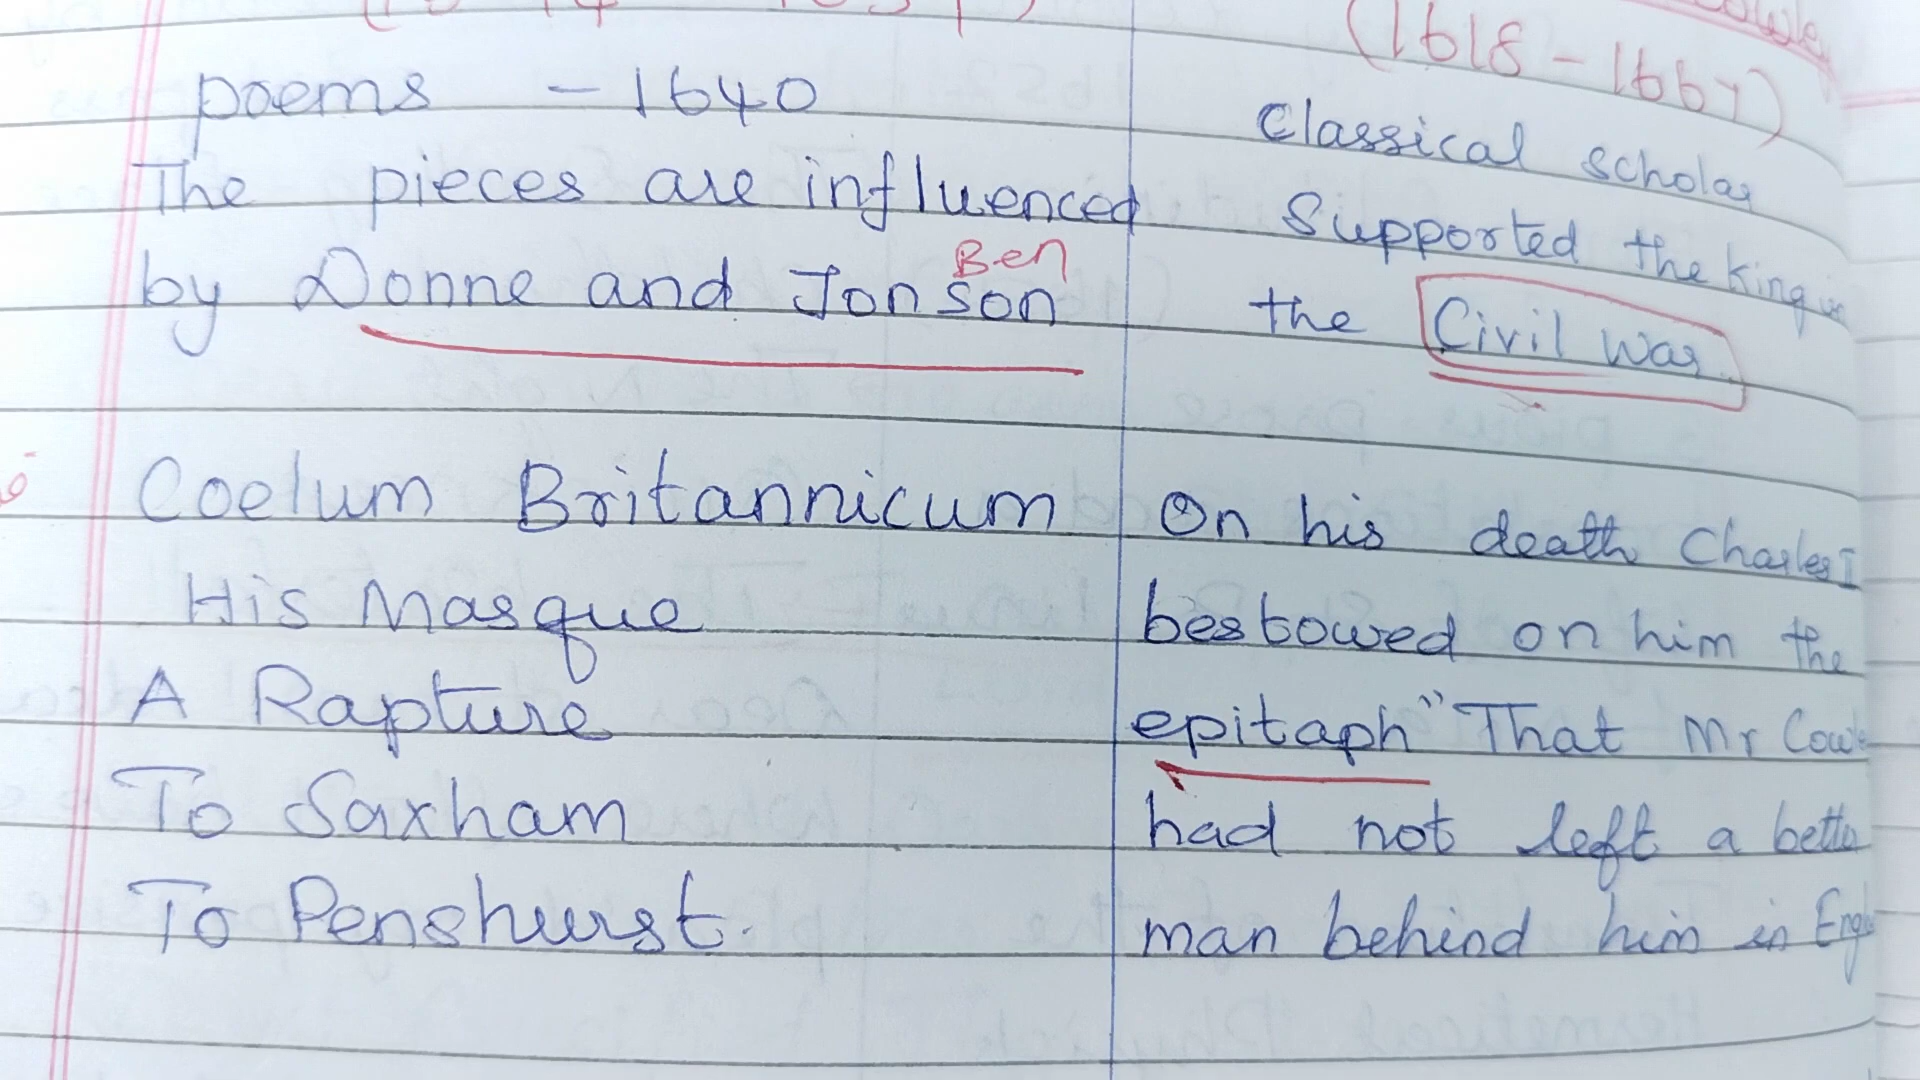 (1618 - 1667)
poems - 1640
The pieces are influenced
by Donne and Jonson
Ben
Coelum Britannicum
His Masque
A Rapture
To Saxham
To Penshurst.
Classical scholar
Supported the King in
the Civil War.
On his death Charles I
bestowed on him the
epitaph "That Mr
had not left a
man behind him in